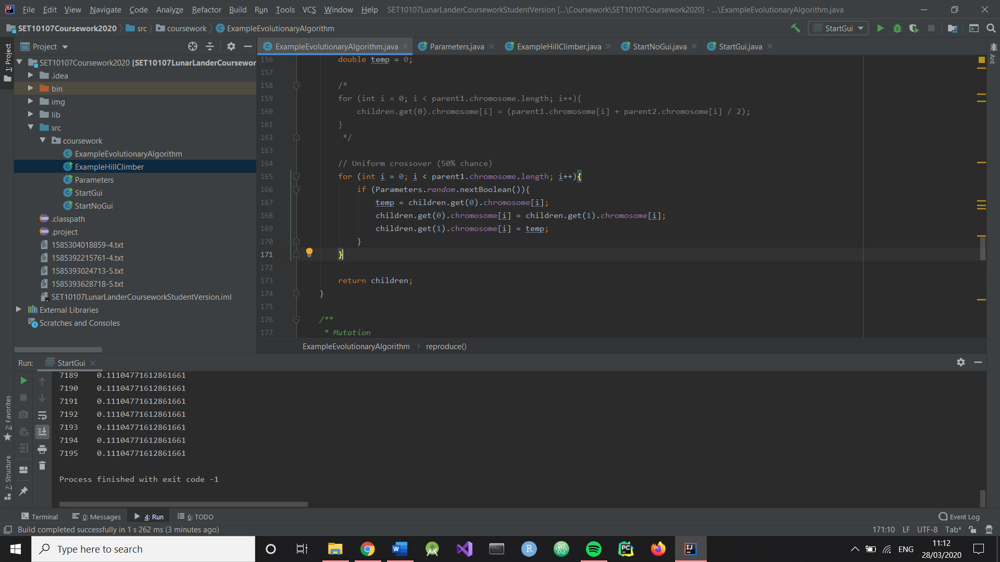 File Edit View Navigate Code Analyze Refactor Build Run Tools VCS Window Help SET10107LunarLanderCourseworkStudentVersion [...\Coursework\SET10107Coursework2020] - ...\ExampleEvolutionaryAlgorithm.java
SET10107Coursework2020 src coursework ExampleEvolutionaryAlgorithm StartGui
1: Project
Project
ExampleEvolutionaryAlgorithm.java Parameters.java ExampleHillClimber.java StartNoGui.java StartGui.java
Ant
SET10107Coursework2020 [SET10107LunarLanderCoursewor
.idea
bin
img
lib
src
coursework
ExampleEvolutionaryAlgorithm
ExampleHillClimber
Parameters
StartGui
StartNoGui
.classpath
.project
1585304018859-4.txt
1585392215761-4.txt
1585393024713-5.txt
1585393628718-5.txt
SET10107LunarLanderCourseworkStudentVersion.iml
External Libraries
Scratches and Consoles
156 double temp = 0;
157
158 /*
159 for (int i = 0; i < parent1.chromosome.length; i++){
160 children.get(0).chromosome[i] = (parent1.chromosome[i] + parent2.chromosome[i] / 2);
161 }
162 */
163
164 // Uniform crossover (50% chance)
165 for (int i = 0; i < parent1.chromosome.length; i++){
166 if (Parameters.random.nextBoolean()){
167 temp = children.get(0).chromosome[i];
168 children.get(0).chromosome[i] = children.get(1).chromosome[i];
169 children.get(1).chromosome[i] = temp;
170 }
171 }
172
173 return children;
174 }
175
176 /**
177 * Mutation
ExampleEvolutionaryAlgorithm reproduce()
Run: StartGui
7189 0.11104771612861661
7190 0.11104771612861661
7191 0.11104771612861661
7192 0.11104771612861661
7193 0.11104771612861661
7194 0.11104771612861661
7195 0.11104771612861661
Process finished with exit code -1
2: Favorites
7: Structure
Terminal 0: Messages 4: Run 6: TODO Event Log
Build completed successfully in 1 s 262 ms (3 minutes ago) 171:10 LF UTF-8 Tab*
Type here to search
ENG
11:12
28/03/2020